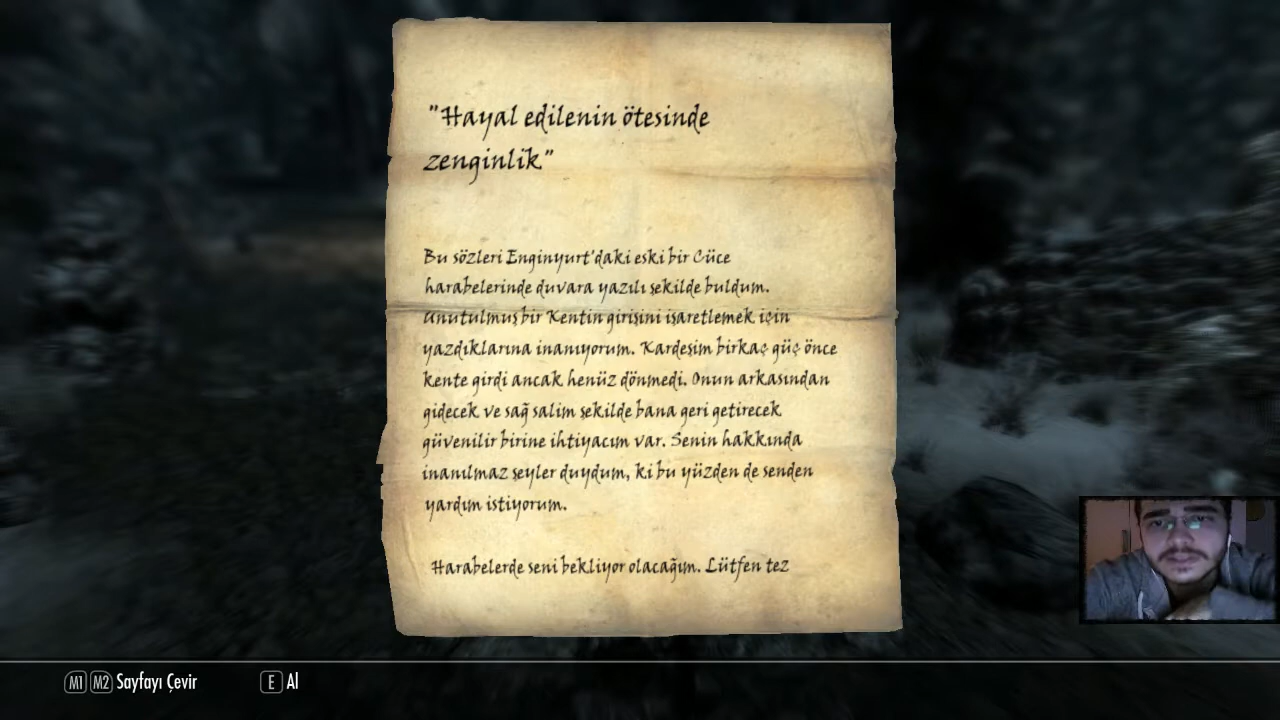 "Hayal edilenin ötesinde
zenginlik"
Bu sözleri Enginyurt'daki eski bir Cüce
harabelerinde duvara yazılı şekilde buldum.
Unutulmuş bir Kentin girişini işaretlemek için
yazdıklarına inanıyorum. Kardeşim birkaç güç önce
kente girdi ancak henüz dönmedi. Onun arkasından
gidecek ve sağ salim şekilde bana geri getirecek
güvenilir birine ihtiyacım var. Senin hakkında
inanılmaz şeyler duydum, ki bu yüzden de senden
yardım istiyorum.
Harabelerde seni bekliyor olacağım. Lütfen tez
M1 M2 Sayfayı Çevir
E Al